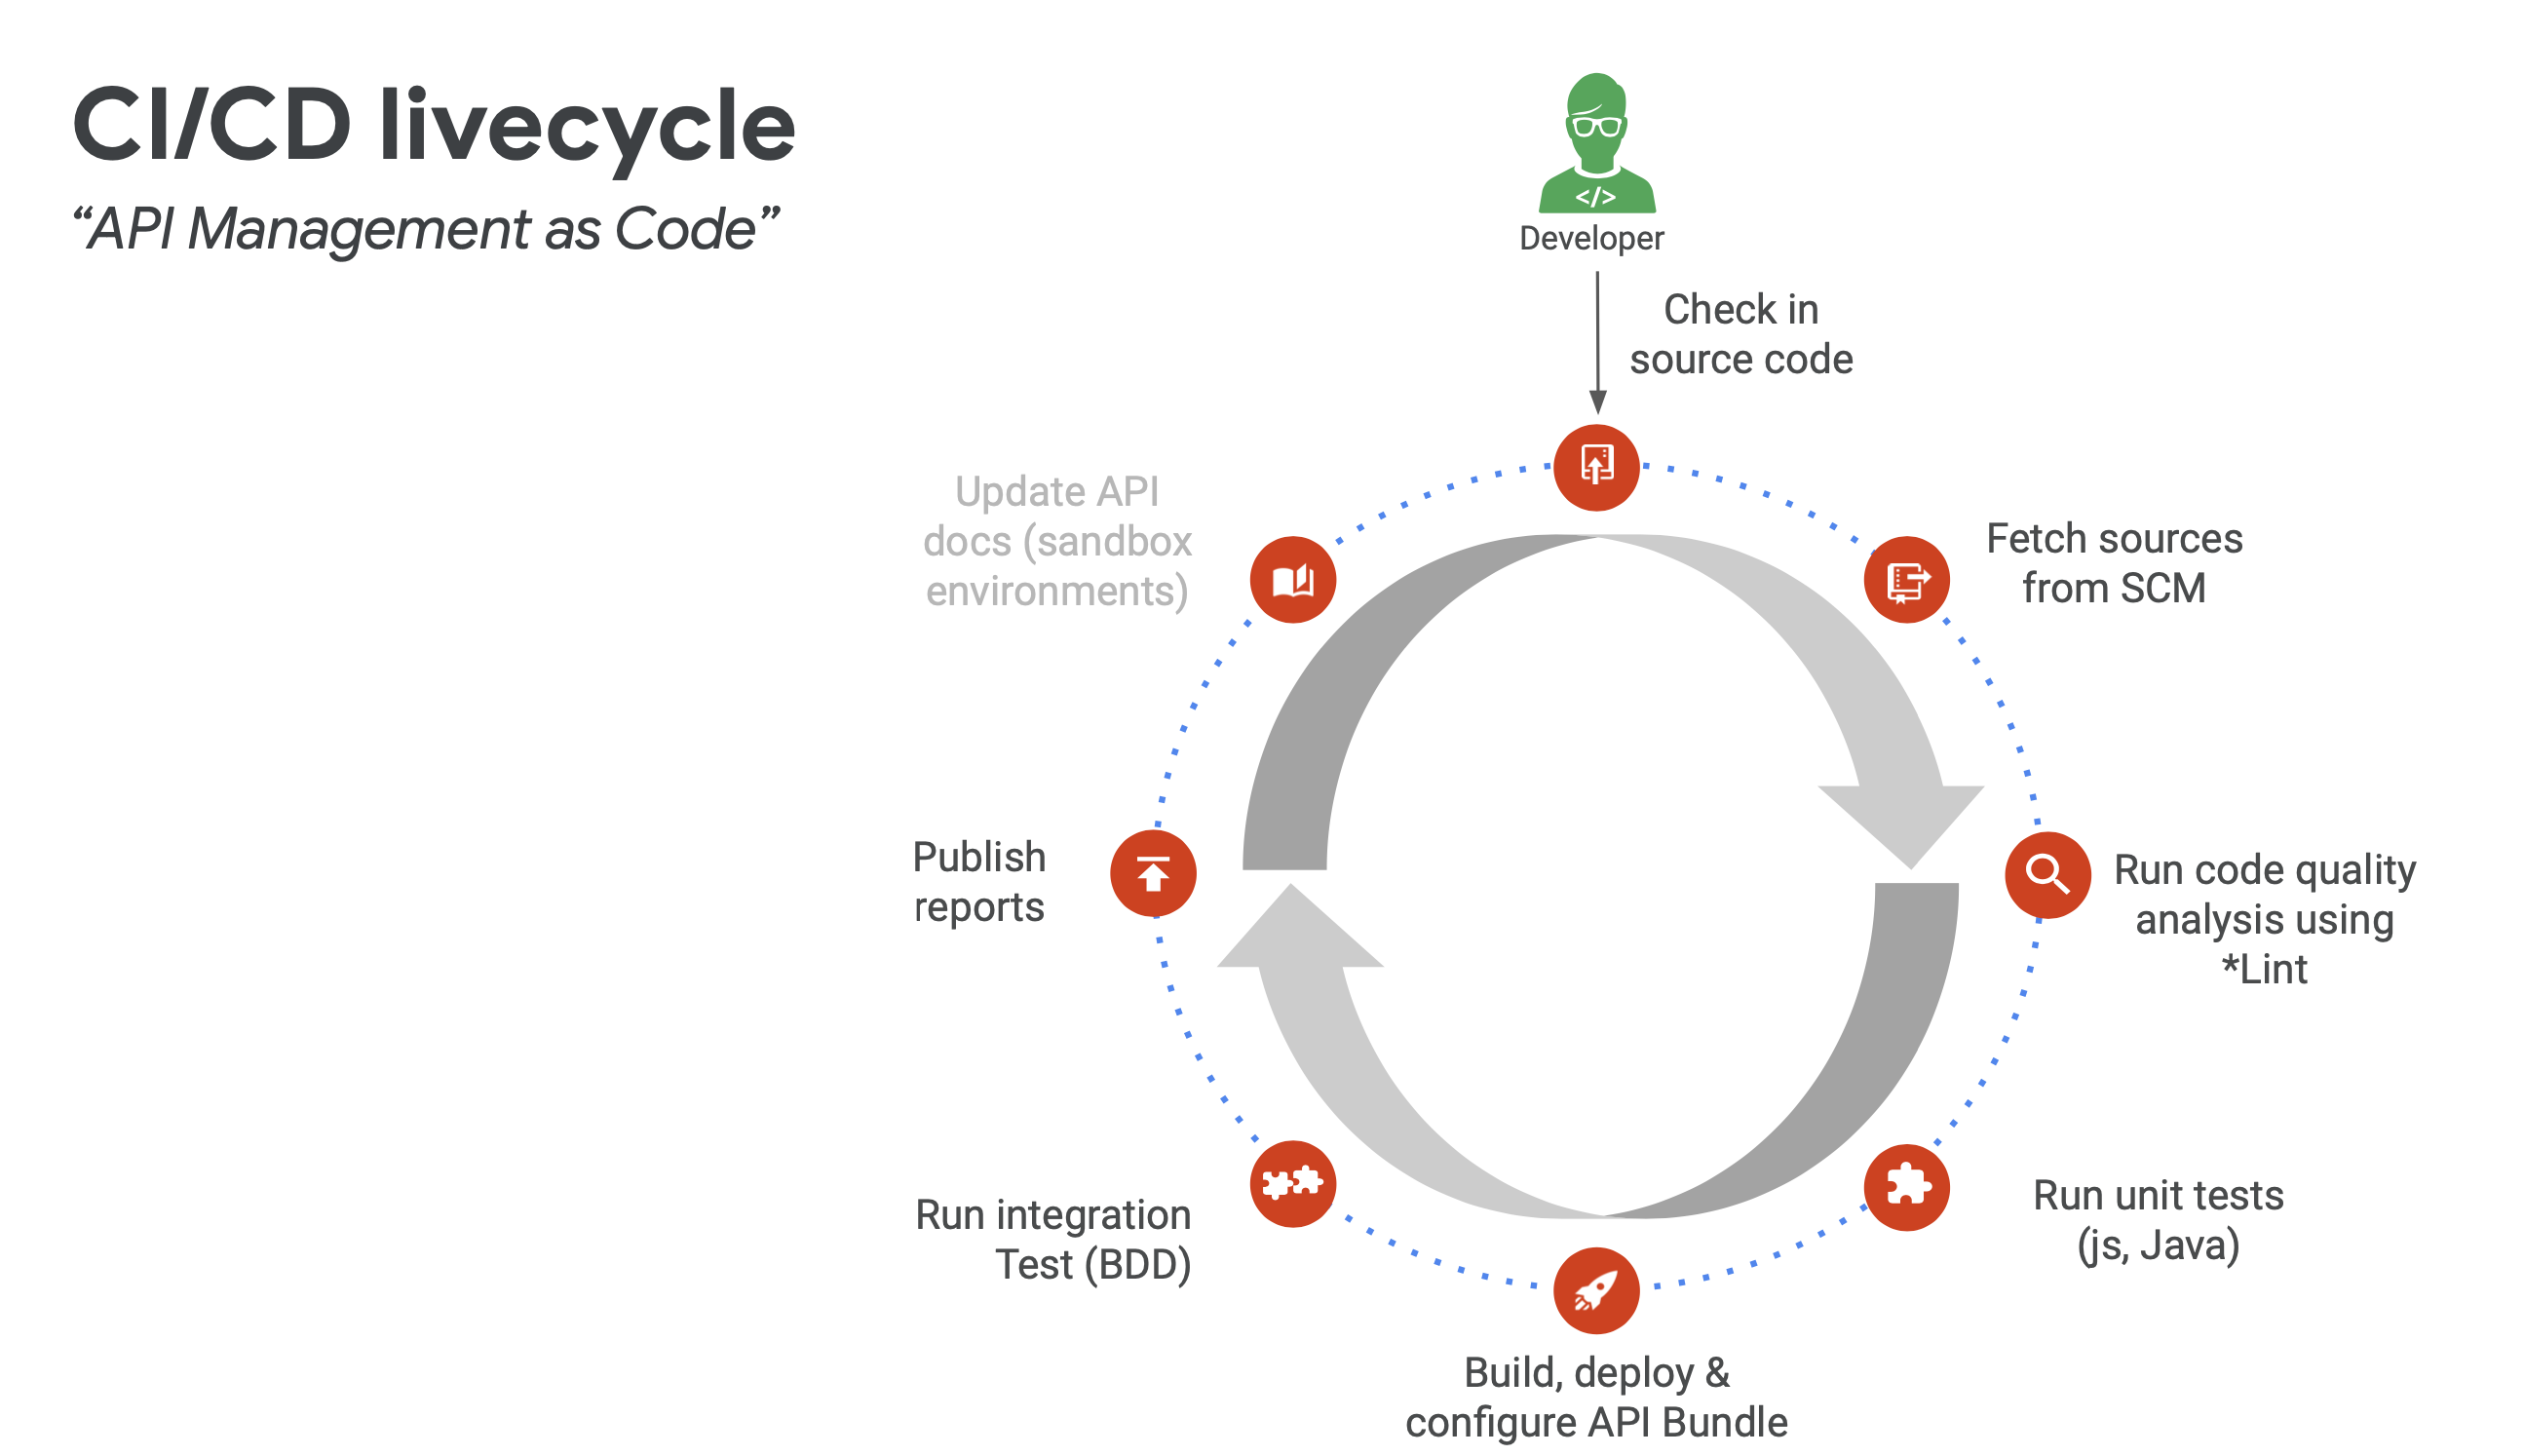 CI/CD livecycle
“API Management as Code”
</>
Developer
Check in
source code
Fetch sources
from SCM
Run code quality
analysis using
*Lint
Run unit tests
(js, Java)
Build, deploy &
configure API Bundle
Run integration
Test (BDD)
Publish
reports
Update API
docs (sandbox
environments)